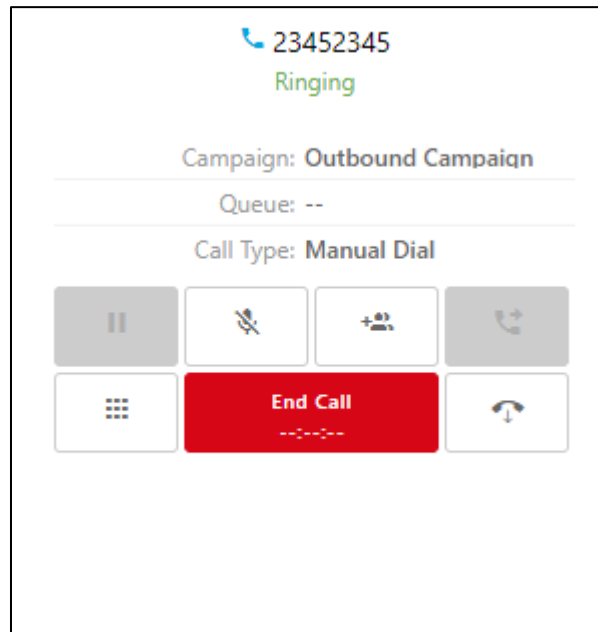 23452345
Ringing
Campaign: Outbound Campaign
Queue: --
Call Type: Manual Dial
End Call
--:--:--